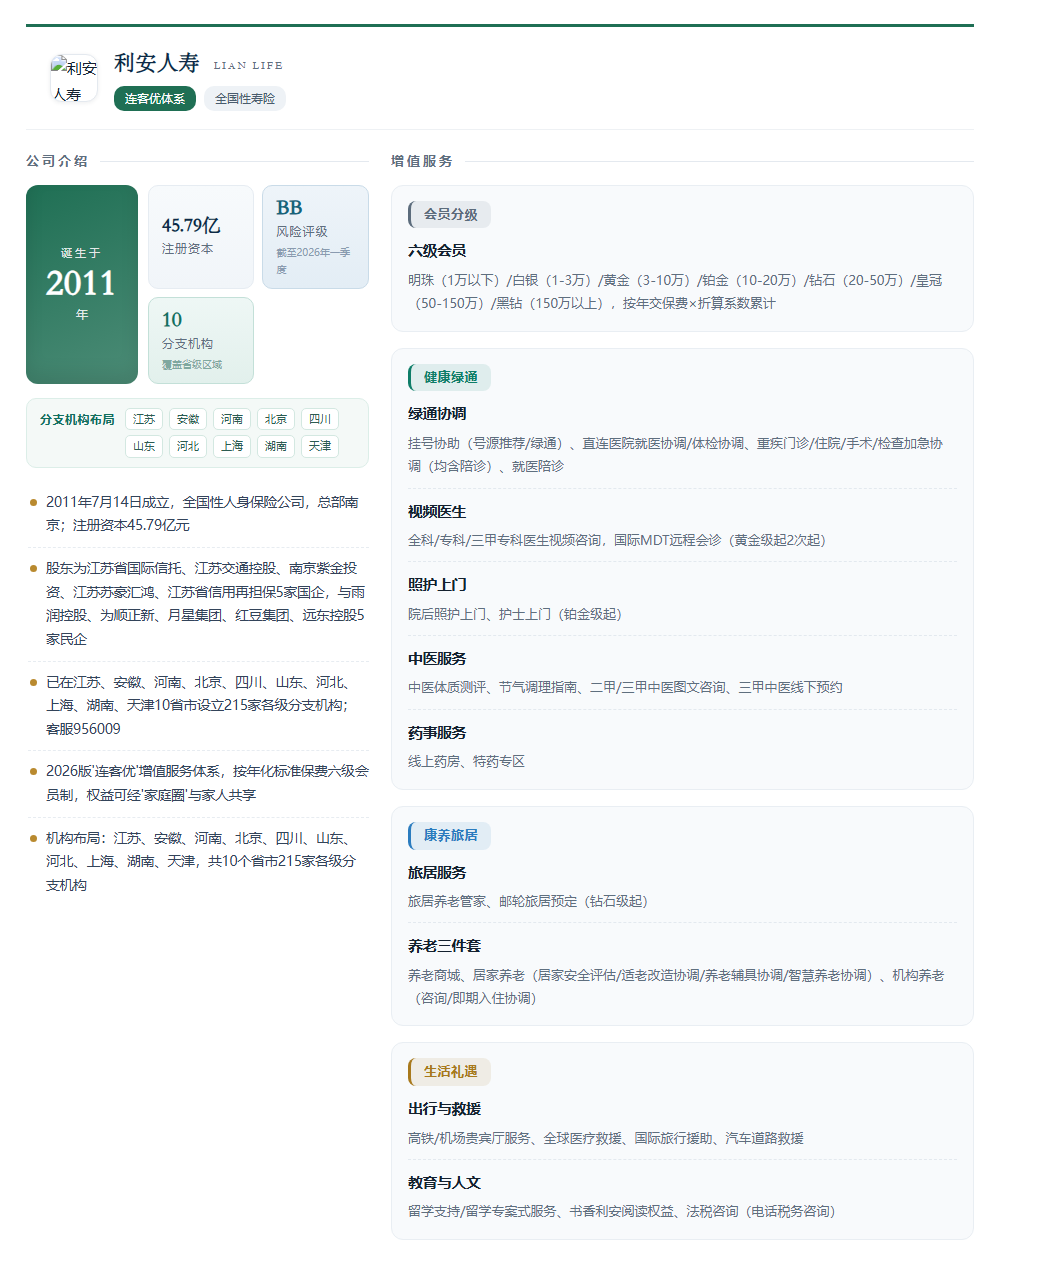 利安人寿
利安人寿 LIAN LIFE
连客优体系 全国性寿险
公司介绍
诞生于
2011
年
45.79亿
注册资本
BB
风险评级
截至2026年一季
度
10
分支机构
覆盖省级区域
分支机构布局 江苏 安徽 河南 北京 四川
山东 河北 上海 湖南 天津
2011年7月14日成立，全国性人身保险公司，总部南
京；注册资本45.79亿元
股东为江苏省国际信托、江苏交通控股、南京紫金投
资、江苏苏豪汇鸿、江苏省信用再担保5家国企，与雨
润控股、为顺正新、月星集团、红豆集团、远东控股5
家民企
已在江苏、安徽、河南、北京、四川、山东、河北、
上海、湖南、天津10省市设立215家各级分支机构；
客服956009
2026版'连客优'增值服务体系，按年化标准保费六级会
员制，权益可经'家庭圈'与家人共享
机构布局：江苏、安徽、河南、北京、四川、山东、
河北、上海、湖南、天津，共10个省市215家各级分
支机构
增值服务
会员分级
六级会员
明珠（1万以下）/白银（1-3万）/黄金（3-10万）/铂金（10-20万）/钻石（20-50万）/皇冠
（50-150万）/黑钻（150万以上），按年交保费×折算系数累计
健康绿通
绿通协调
挂号协助（号源推荐/绿通）、直连医院就医协调/体检协调、重疾门诊/住院/手术/检查加急协
调（均含陪诊）、就医陪诊
视频医生
全科/专科/三甲专科医生视频咨询，国际MDT远程会诊（黄金级起2次起）
照护上门
院后照护上门、护士上门（铂金级起）
中医服务
中医体质测评、节气调理指南、二甲/三甲中医图文咨询、三甲中医线下预约
药事服务
线上药房、特药专区
康养旅居
旅居服务
旅居养老管家、邮轮旅居预定（钻石级起）
养老三件套
养老商城、居家养老（居家安全评估/适老改造协调/养老辅具协调/智慧养老协调）、机构养老
（咨询/即期入住协调）
生活礼遇
出行与救援
高铁/机场贵宾厅服务、全球医疗救援、国际旅行援助、汽车道路救援
教育与人文
留学支持/留学专案式服务、书香利安阅读权益、法税咨询（电话税务咨询）